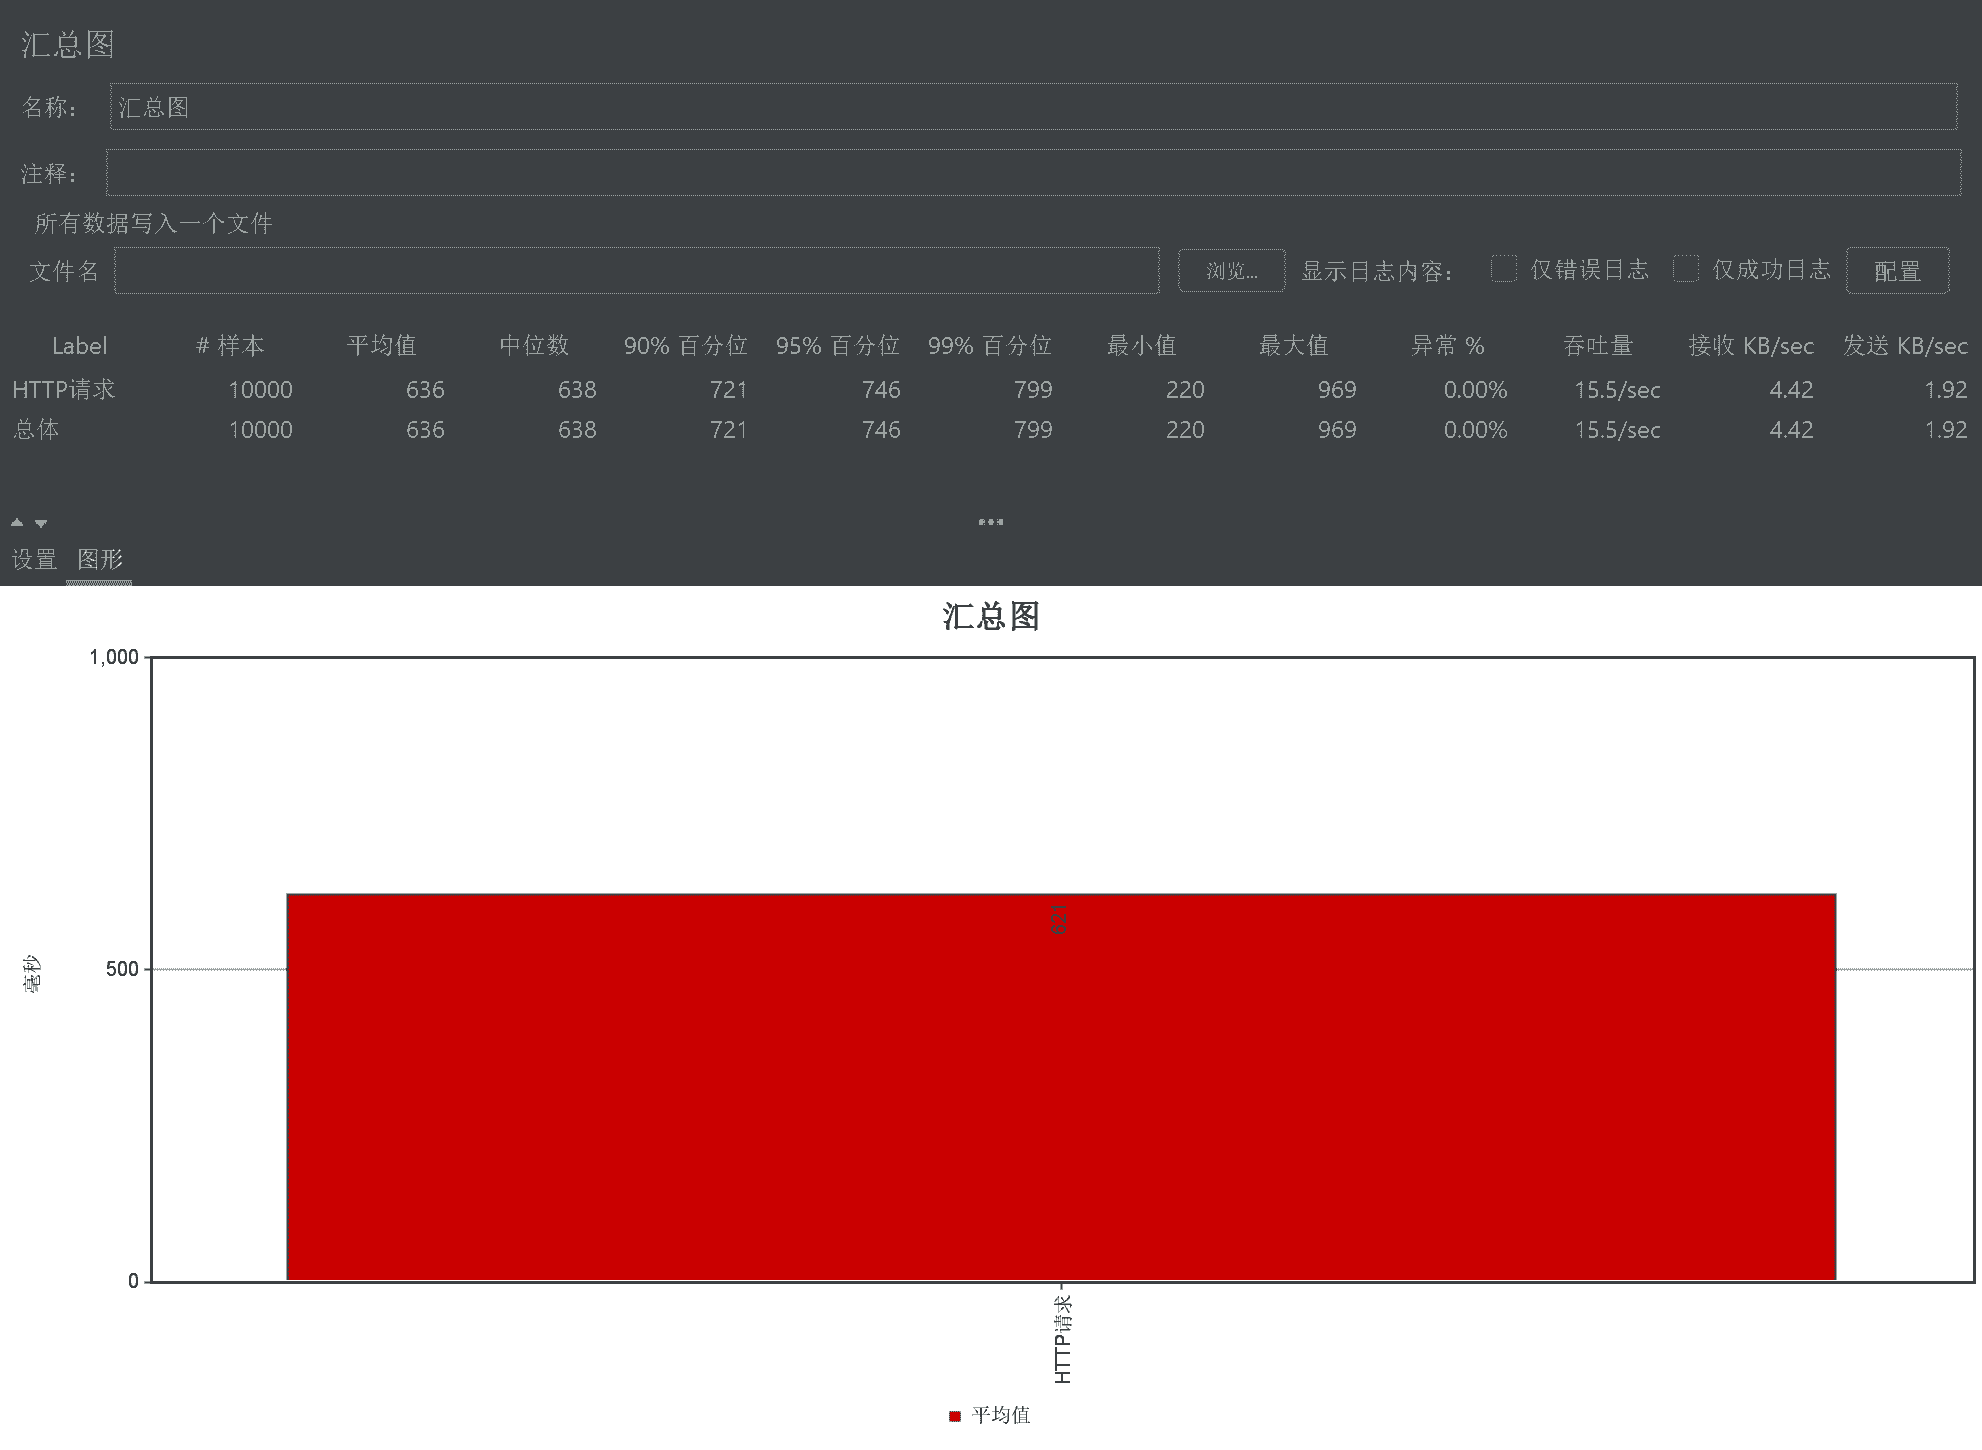 汇总图
名称： 汇总图
注释：
所有数据写入一个文件
文件名 浏览... 显示日志内容： 仅错误日志 仅成功日志 配置
Label # 样本 平均值 中位数 90% 百分位 95% 百分位 99% 百分位 最小值 最大值 异常 % 吞吐量 接收 KB/sec 发送 KB/sec
HTTP请求 10000 636 638 721 746 799 220 969 0.00% 15.5/sec 4.42 1.92
总体 10000 636 638 721 746 799 220 969 0.00% 15.5/sec 4.42 1.92
设置 图形
汇总图
1,000
621
500
毫秒
0
HTTP请求
平均值